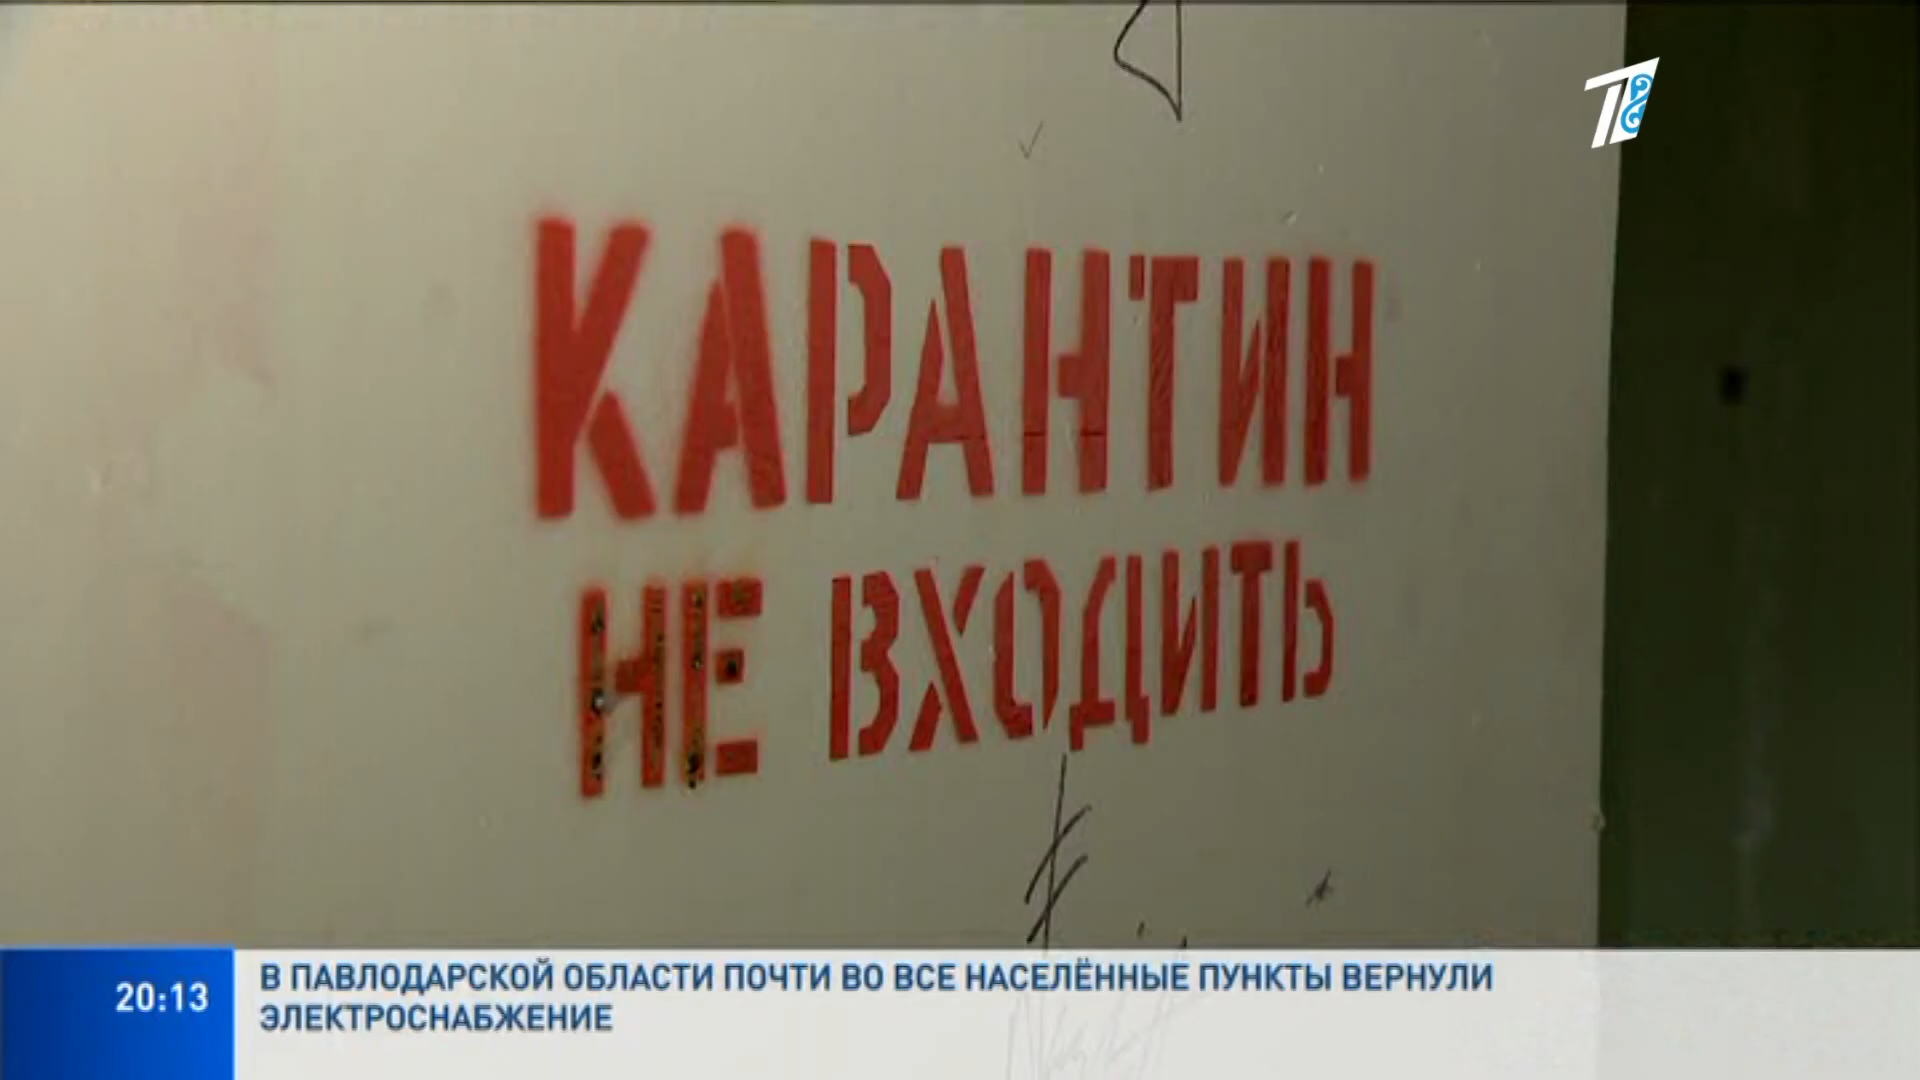 КАРАНТИН
НЕ ВХОДИТЬ
20:13
В ПАВЛОДАРСКОЙ ОБЛАСТИ ПОЧТИ ВО ВСЕ НАСЕЛЁННЫЕ ПУНКТЫ ВЕРНУЛИ
ЭЛЕКТРОСНАБЖЕНИЕ